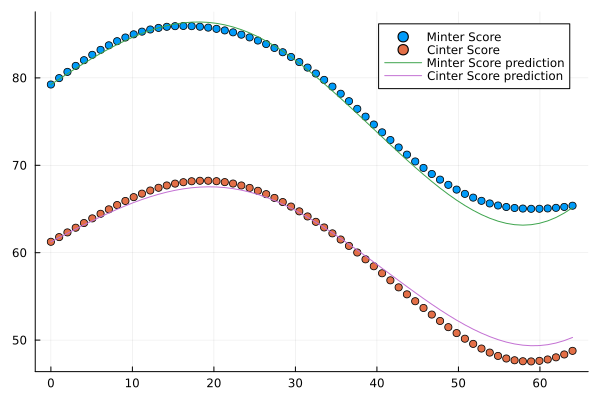 Minter Score
Cinter Score
Minter Score prediction
Cinter Score prediction
80
70
60
50
0 10 20 30 40 50 60